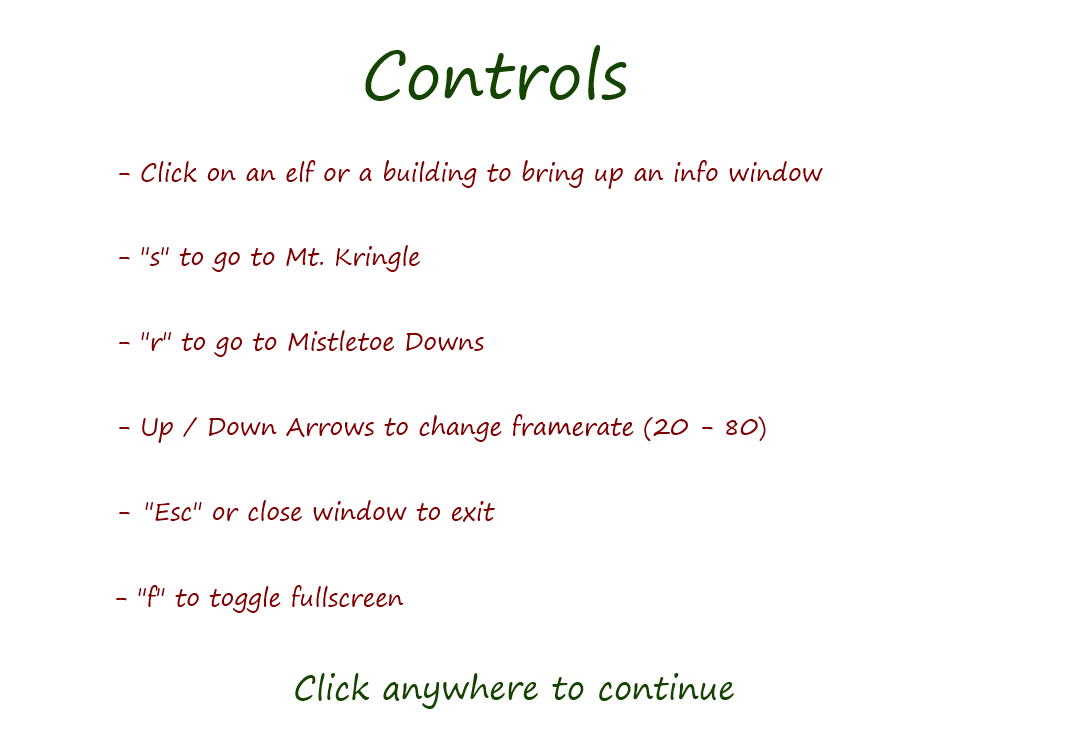 Controls
- Click on an elf or a building to bring up an info window
- "s" to go to Mt. Kringle
- "r" to go to Mistletoe Downs
- Up / Down Arrows to change framerate (20 - 80)
- "Esc" or close window to exit
- "f" to toggle fullscreen
Click anywhere to continue